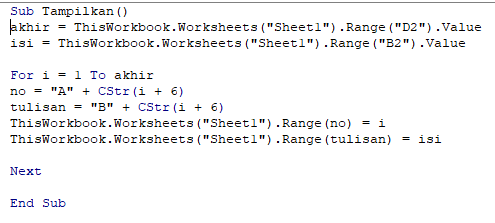 Sub Tampilkan()
akhir = ThisWorkbook.Worksheets("Sheet1").Range("D2").Value
isi = ThisWorkbook.Worksheets("Sheet1").Range("B2").Value
For i = 1 To akhir
no = "A" + CStr(i + 6)
tulisan = "B" + CStr(i + 6)
ThisWorkbook.Worksheets("Sheet1").Range(no) = i
ThisWorkbook.Worksheets("Sheet1").Range(tulisan) = isi
Next
End Sub